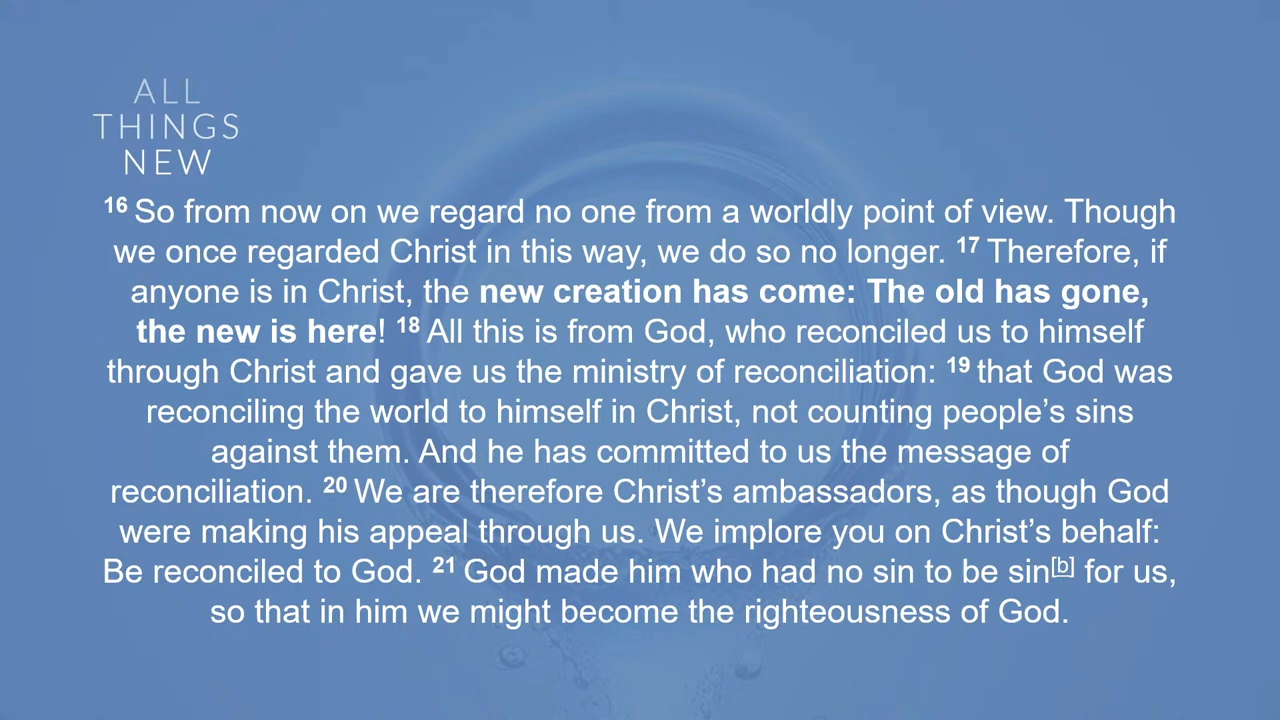 ALL
THINGS
NEW
16 So from now on we regard no one from a worldly point of view. Though
we once regarded Christ in this way, we do so no longer. 17 Therefore, if
anyone is in Christ, the new creation has come: The old has gone,
the new is here! 18 All this is from God, who reconciled us to himself
through Christ and gave us the ministry of reconciliation: 19 that God was
reconciling the world to himself in Christ, not counting people’s sins
against them. And he has committed to us the message of
reconciliation. 20 We are therefore Christ’s ambassadors, as though God
were making his appeal through us. We implore you on Christ’s behalf:
Be reconciled to God. 21 God made him who had no sin to be sin[b] for us,
so that in him we might become the righteousness of God.